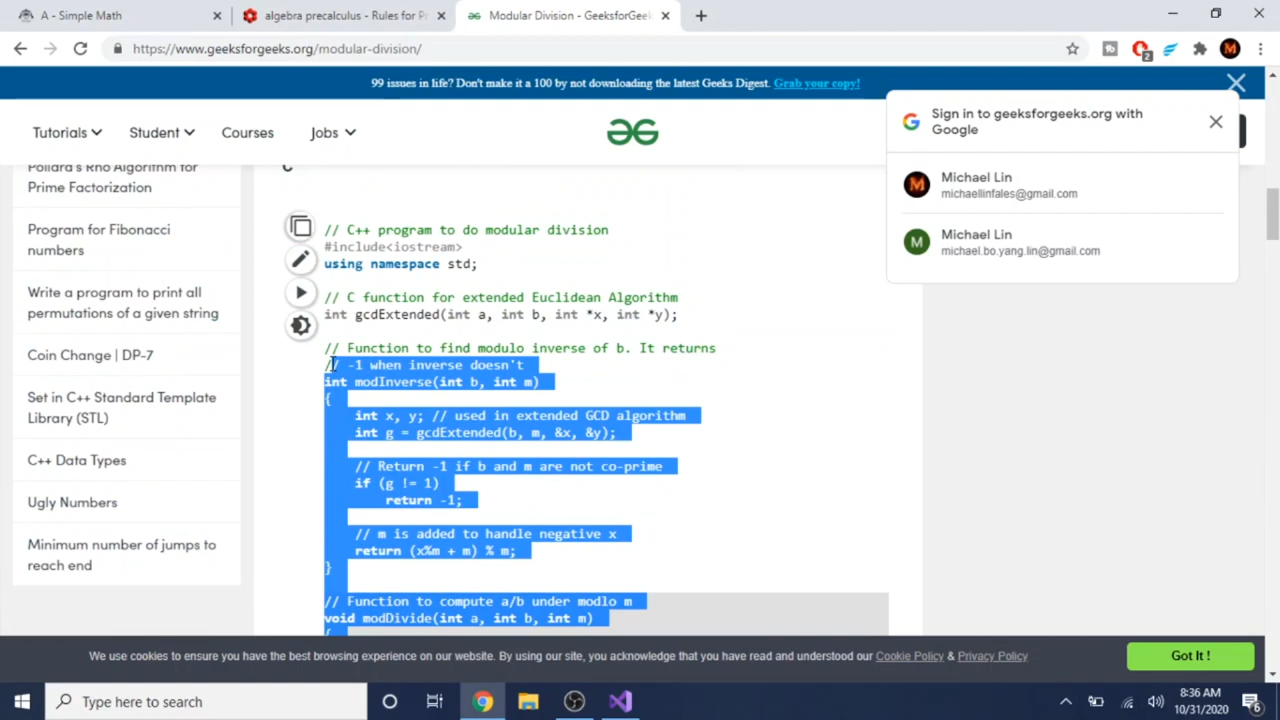 A - Simple Math
algebra precalculus - Rules for Pr
Modular Division - GeeksforGeek
https://www.geeksforgeeks.org/modular-division/
2
M
99 issues in life? Don't make it a 100 by not downloading the latest Geeks Digest. Grab your copy!
Tutorials
Student
Courses
Jobs
Sign in to geeksforgeeks.org with
Google
M
Michael Lin
michaellinfales@gmail.com
M
Michael Lin
michael.bo.yang.lin@gmail.com
Pollard's Rho Algorithm for
Prime Factorization
Program for Fibonacci
numbers
Write a program to print all
permutations of a given string
Coin Change | DP-7
Set in C++ Standard Template
Library (STL)
C++ Data Types
Ugly Numbers
Minimum number of jumps to
reach end
C
// C++ program to do modular division
#include<iostream>
using namespace std;
// C function for extended Euclidean Algorithm
int gcdExtended(int a, int b, int *x, int *y);
// Function to find modulo inverse of b. It returns
// -1 when inverse doesn't
int modInverse(int b, int m)
{
int x, y; // used in extended GCD algorithm
int g = gcdExtended(b, m, &x, &y);
// Return -1 if b and m are not co-prime
if (g != 1)
return -1;
// m is added to handle negative x
return (x%m + m) % m;
}
// Function to compute a/b under modlo m
void modDivide(int a, int b, int m)
{
We use cookies to ensure you have the best browsing experience on our website. By using our site, you acknowledge that you have read and understood our Cookie Policy & Privacy Policy
Got It !
Type here to search
8:36 AM
10/31/2020
6